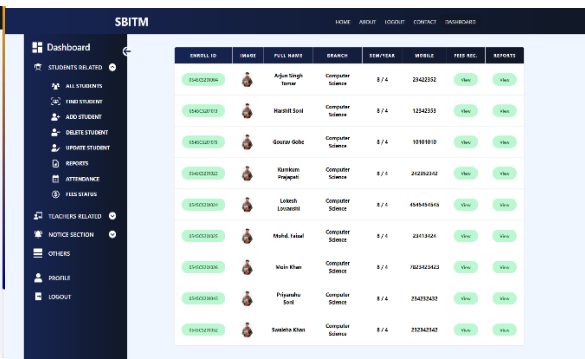 SBITM
HOME ABOUT LOGOUT CONTACT DASHBOARD
Dashboard
STUDENTS RELATED
ALL STUDENTS
FIND STUDENT
ADD STUDENT
DELETE STUDENT
UPDATE STUDENT
REPORTS
ATTENDANCE
FEES STATUS
TEACHERS RELATED
NOTICE SECTION
OTHERS
PROFILE
LOGOUT
ENROLL ID IMAGE FULL NAME BRANCH SEM/YEAR MOBILE FEES REC. REPORTS
Arjun Singh Tomar Computer Science 8 / 4 23422352 View View
Harshit Soni Computer Science 8 / 4 12342355 View View
Gourav Computer Science 8 / 4 10101010 View View
Kumkum Prajapati Computer Science 8 / 4 242352342 View View
Lokesh Computer Science 8 / 4 4545454545 View View
Mohd. Faizal Computer Science 8 / 4 23413424 View View
Moin Khan Computer Science 8 / 4 7823423423 View View
Priyanshu Soni Computer Science 8 / 4 234232432 View View
Swaleha Khan Computer Science 8 / 4 232342342 View View